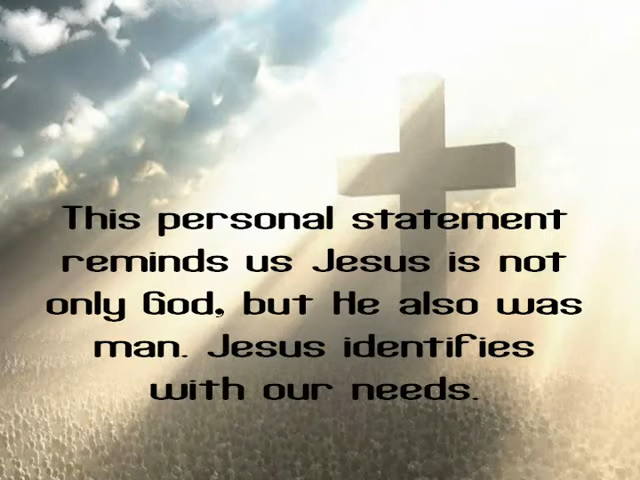 This personal statement
reminds us Jesus is not
only God, but He also was
man. Jesus identifies
with our needs.